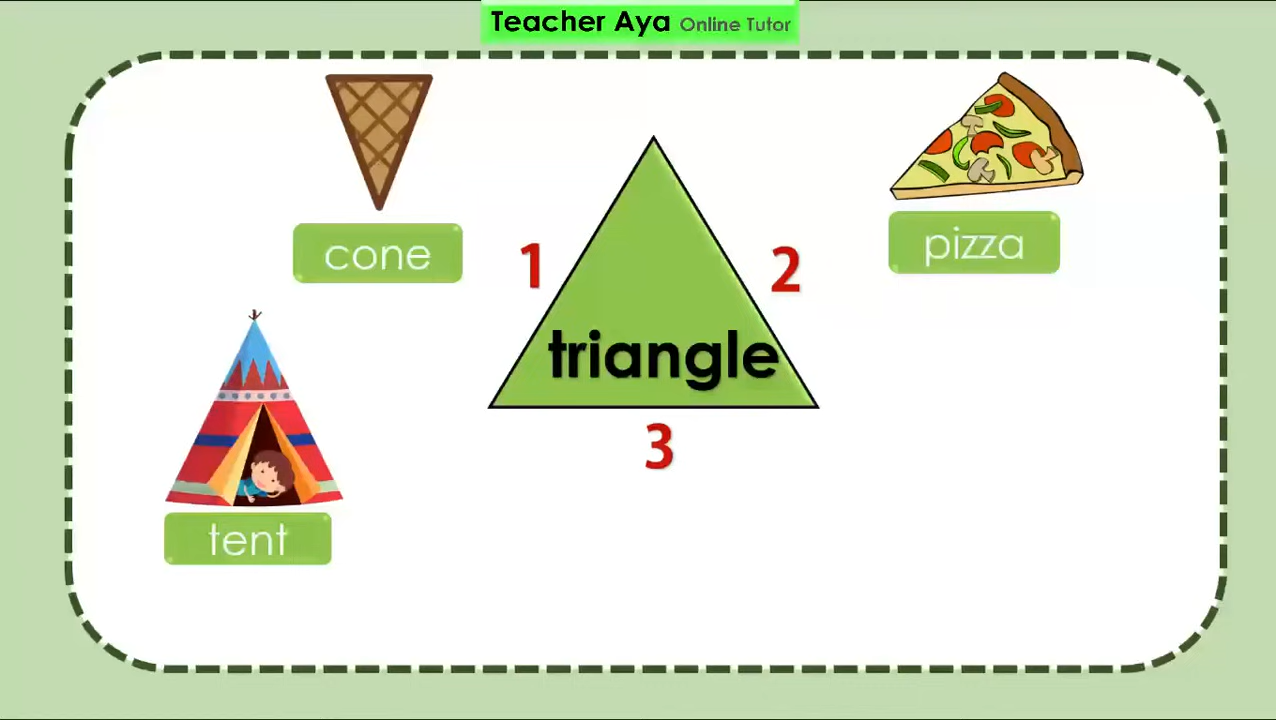 Teacher Aya Online Tutor
cone
pizza
1
2
triangle
3
tent